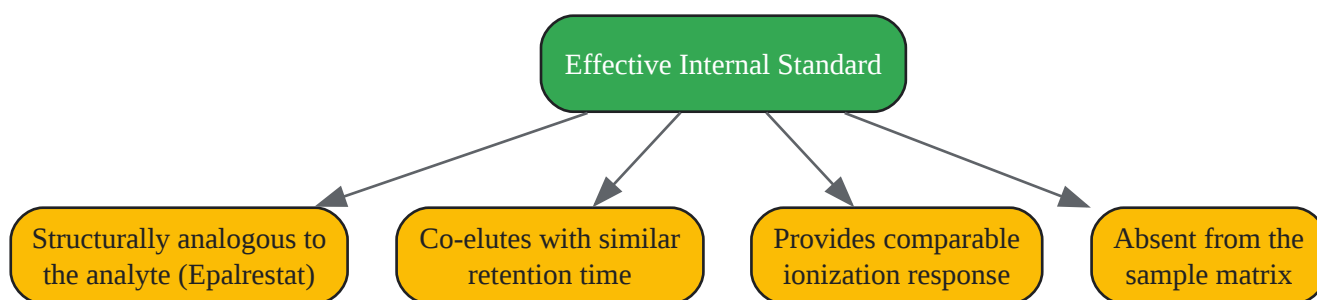 Effective Internal Standard
Structurally analogous to
the analyte (Epalrestat)
Co-elutes with similar
retention time
Provides comparable
ionization response
Absent from the
sample matrix